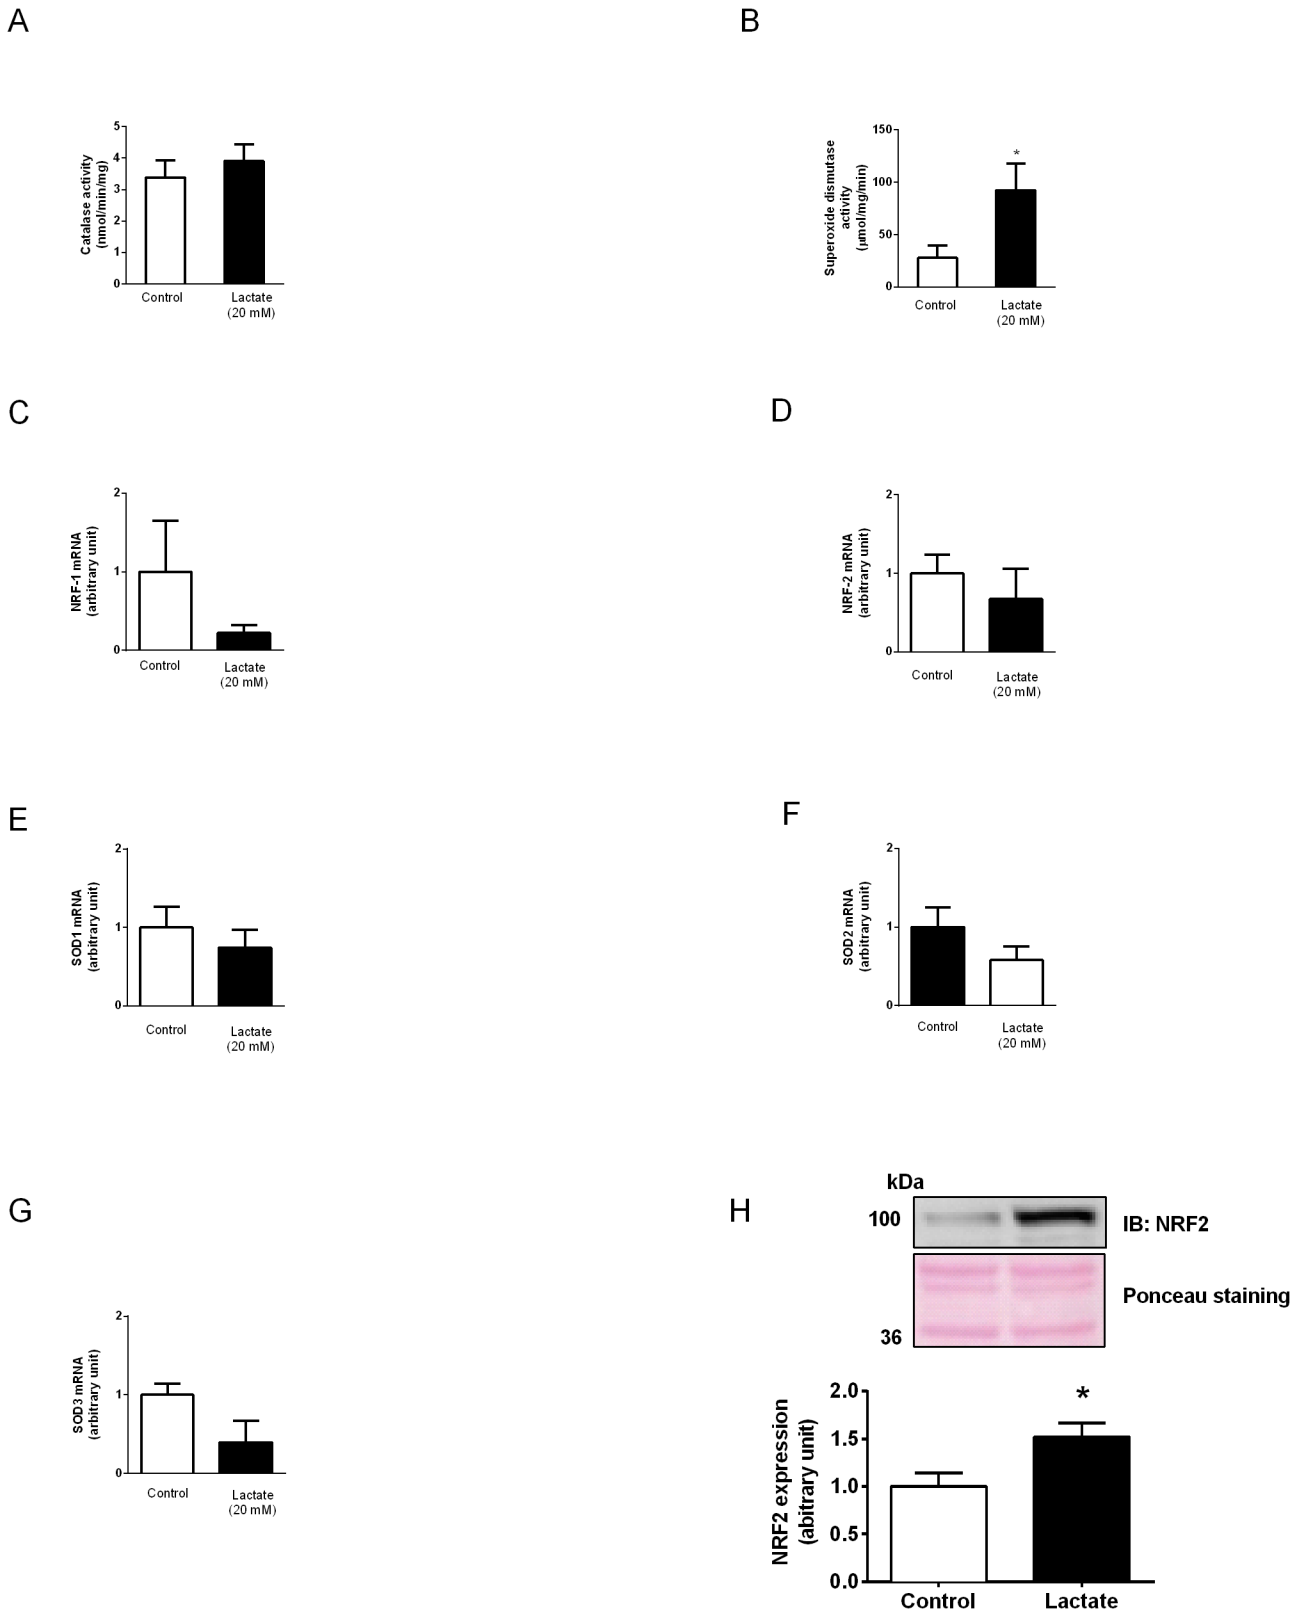 A
B
5
4
3
2
1
0
Catalase activity
(nmol/min/mg)
Control
Lactate
(20 mM)
150
100
50
0
Superoxide dismutase
activity
(µmol/mg/min)
*
Control
Lactate
(20 mM)
C
D
2
1
0
NRF-1 mRNA
(arbitrary unit)
Control
Lactate
(20 mM)
2
1
0
NRF-2 mRNA
(arbitrary unit)
Control
Lactate
(20 mM)
E
F
2
1
0
SOD1 mRNA
(arbitrary unit)
Control
Lactate
(20 mM)
2
1
0
SOD2 mRNA
(arbitrary unit)
Control
Lactate
(20 mM)
G
H
2
1
0
SOD3 mRNA
(arbitrary unit)
Control
Lactate
(20 mM)
kDa
100
IB: NRF2
Ponceau staining
36
2.0
1.5
1.0
0.5
0.0
NRF2 expression
(abitrary unit)
*
Control
Lactate